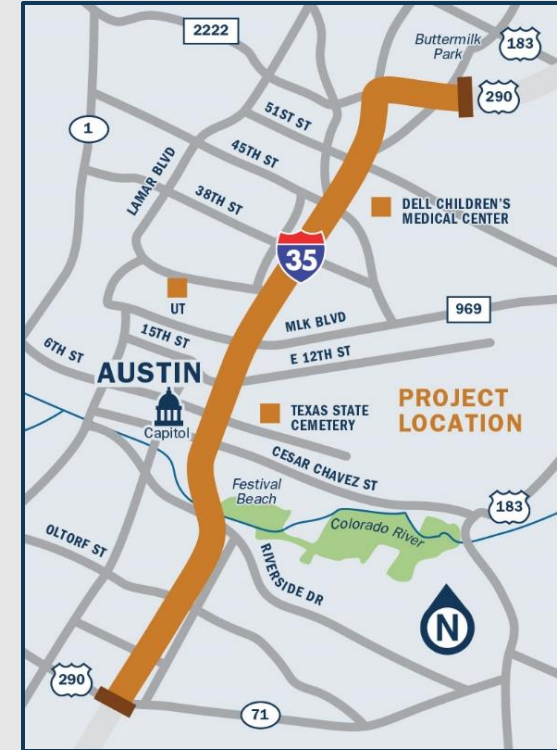 2222
Buttermilk
Park
183
290
1
51ST ST
45TH ST
LAMAR BLVD
38TH ST
DELL CHILDREN'S
MEDICAL CENTER
35
UT
969
MLK BLVD
15TH ST
6TH ST
E 12TH ST
AUSTIN
Capitol
TEXAS STATE
CEMETERY
PROJECT
LOCATION
CESAR CHAVEZ ST
Festival
Beach
183
Colorado River
OLTORF ST
RIVERSIDE DR
N
290
71